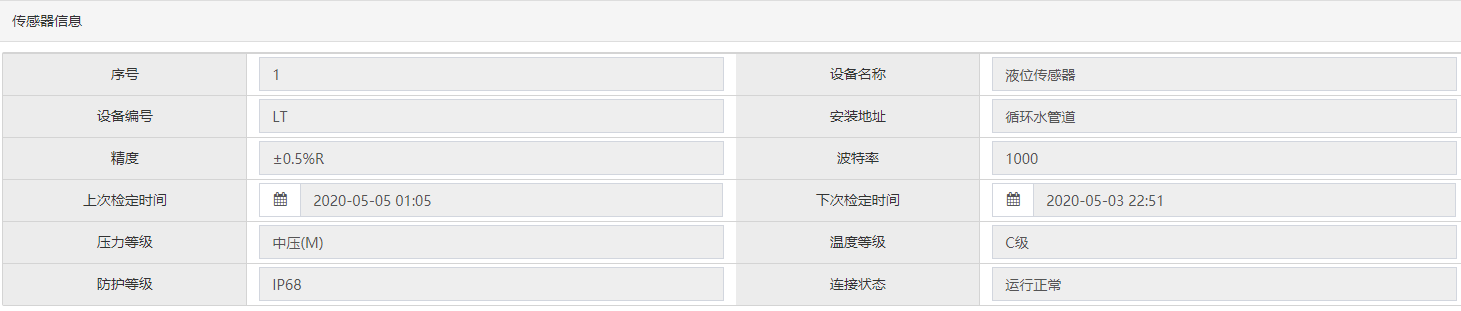 传感器信息
序号 1 设备名称 液位传感器
设备编号 LT 安装地址 循环水管道
精度 ±0.5%R 波特率 1000
上次检定时间 2020-05-05 01:05 下次检定时间 2020-05-03 22:51
压力等级 中压(M) 温度等级 C级
防护等级 IP68 连接状态 运行正常